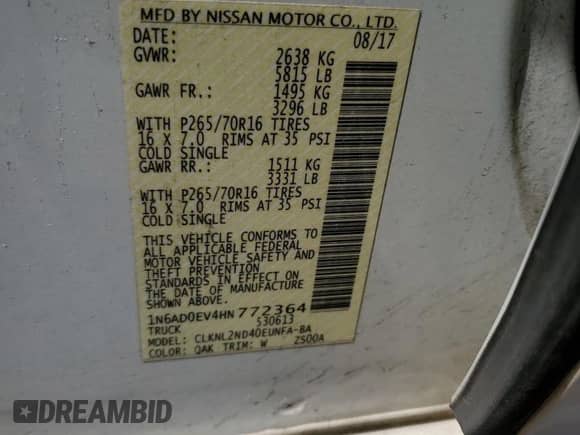 MFD BY NISSAN MOTOR CO., LTD.
DATE: 08/17
GVWR: 2638 KG
5815 LB
GAWR FR.: 1495 KG
3296 LB
WITH P265/70R16 TIRES
16 X 7.0 RIMS AT 35 PSI
COLD SINGLE
GAWR RR.: 1511 KG
3331 LB
WITH P265/70R16 TIRES
16 X 7.0 RIMS AT 35 PSI
COLD SINGLE
THIS VEHICLE CONFORMS TO
ALL APPLICABLE FEDERAL
MOTOR VEHICLE SAFETY AND
THEFT PREVENTION
STANDARDS IN EFFECT ON
THE DATE OF MANUFACTURE
SHOWN ABOVE.
1N6AD0EV4HN772364
TRUCK 530613
MODEL: CLKNL2ND40EUNFA-BA
COLOR: QAK TRIM: W ZS00A
DREAMBID